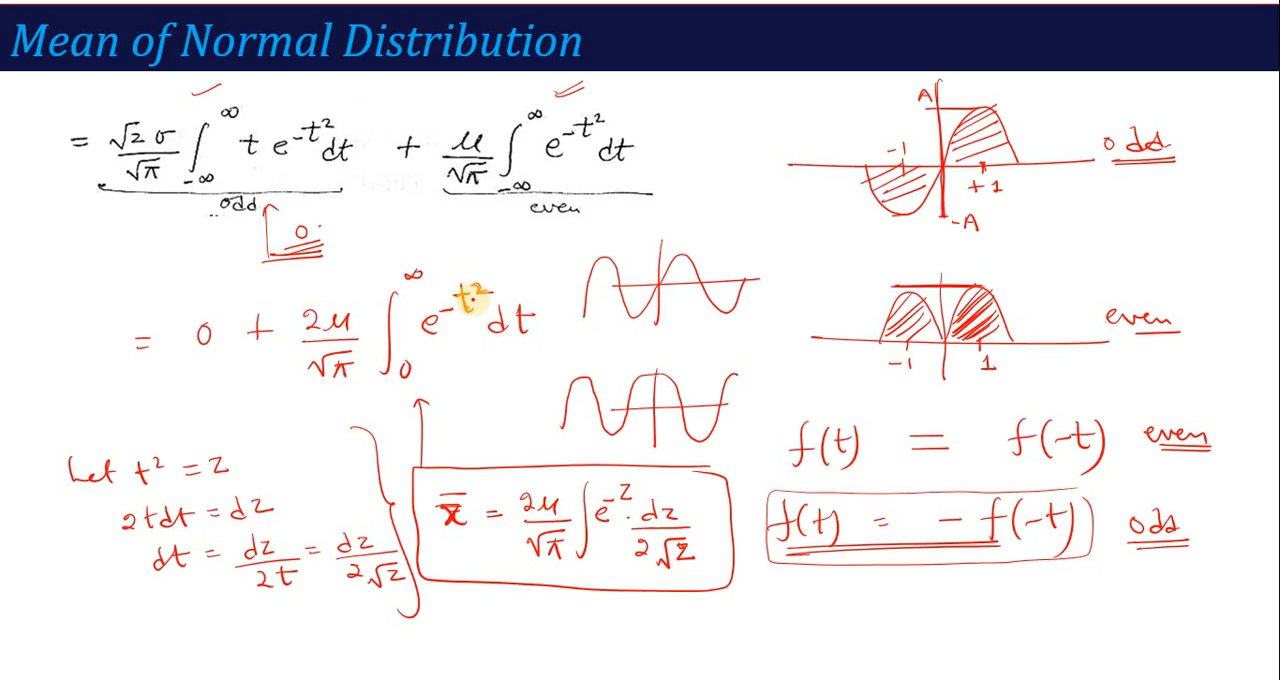 Mean of Normal Distribution
= √2 σ/√π ∫_{-∞}^{∞} t e^{-t²} dt + μ/√π ∫_{-∞}^{∞} e^{-t²} dt
odd even
0
= 0 + 2μ/√π ∫_{0}^{∞} e^{-t²} dt
A -1 +1 -A odd
-1 1 even
f(t) = f(-t) even
f(t) = - f(-t) odd
Let t² = z
2t dt = dz
dt = dz/2t = dz/2√z
x̄ = 2μ/√π ∫ e^{-z} . dz/2√z